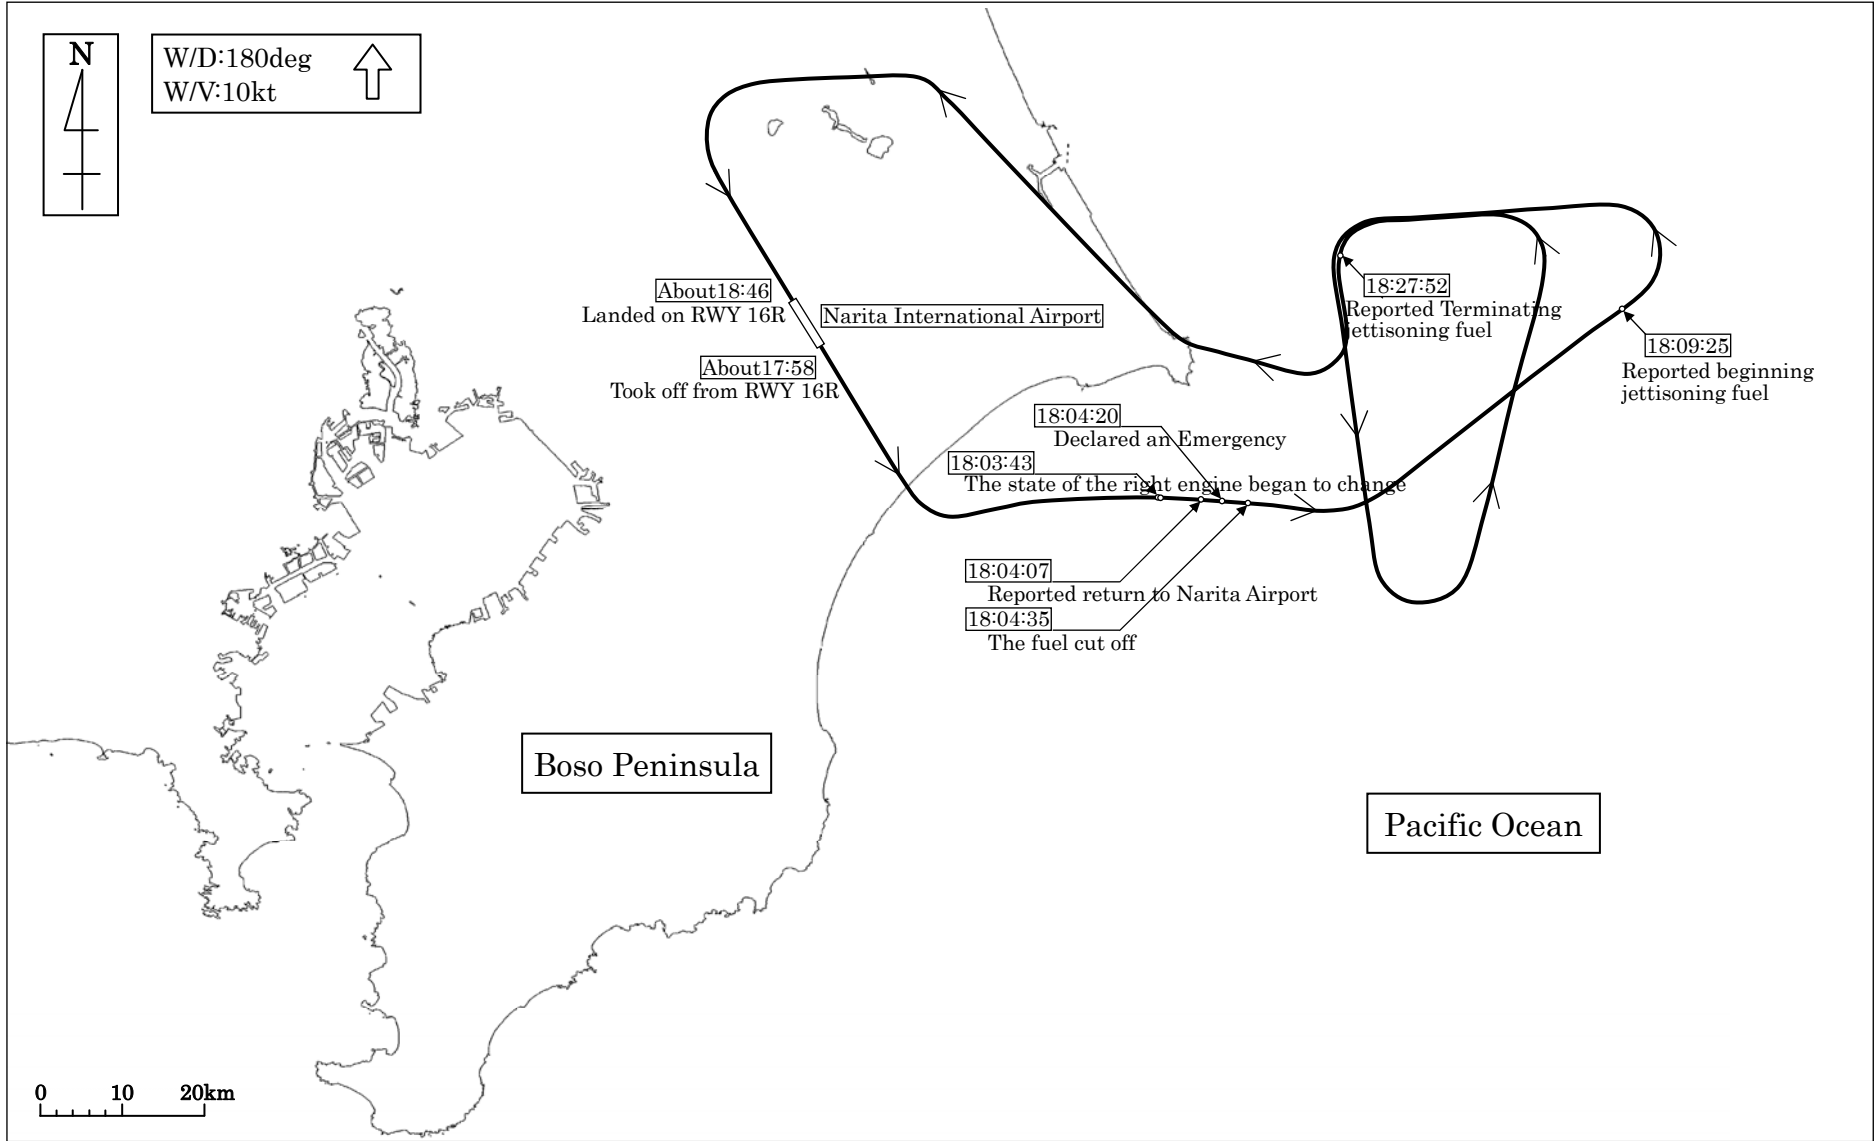 N
W/D:180deg
W/V:10kt
About18:46
Landed on RWY 16R
Narita International Airport
About17:58
Took off from RWY 16R
18:27:52
Reported Terminating
jettisoning fuel
18:09:25
Reported beginning
jettisoning fuel
18:04:20
Declared an Emergency
18:03:43
The state of the right engine began to change
18:04:07
Reported return to Narita Airport
18:04:35
The fuel cut off
Boso Peninsula
Pacific Ocean
0 10 20km